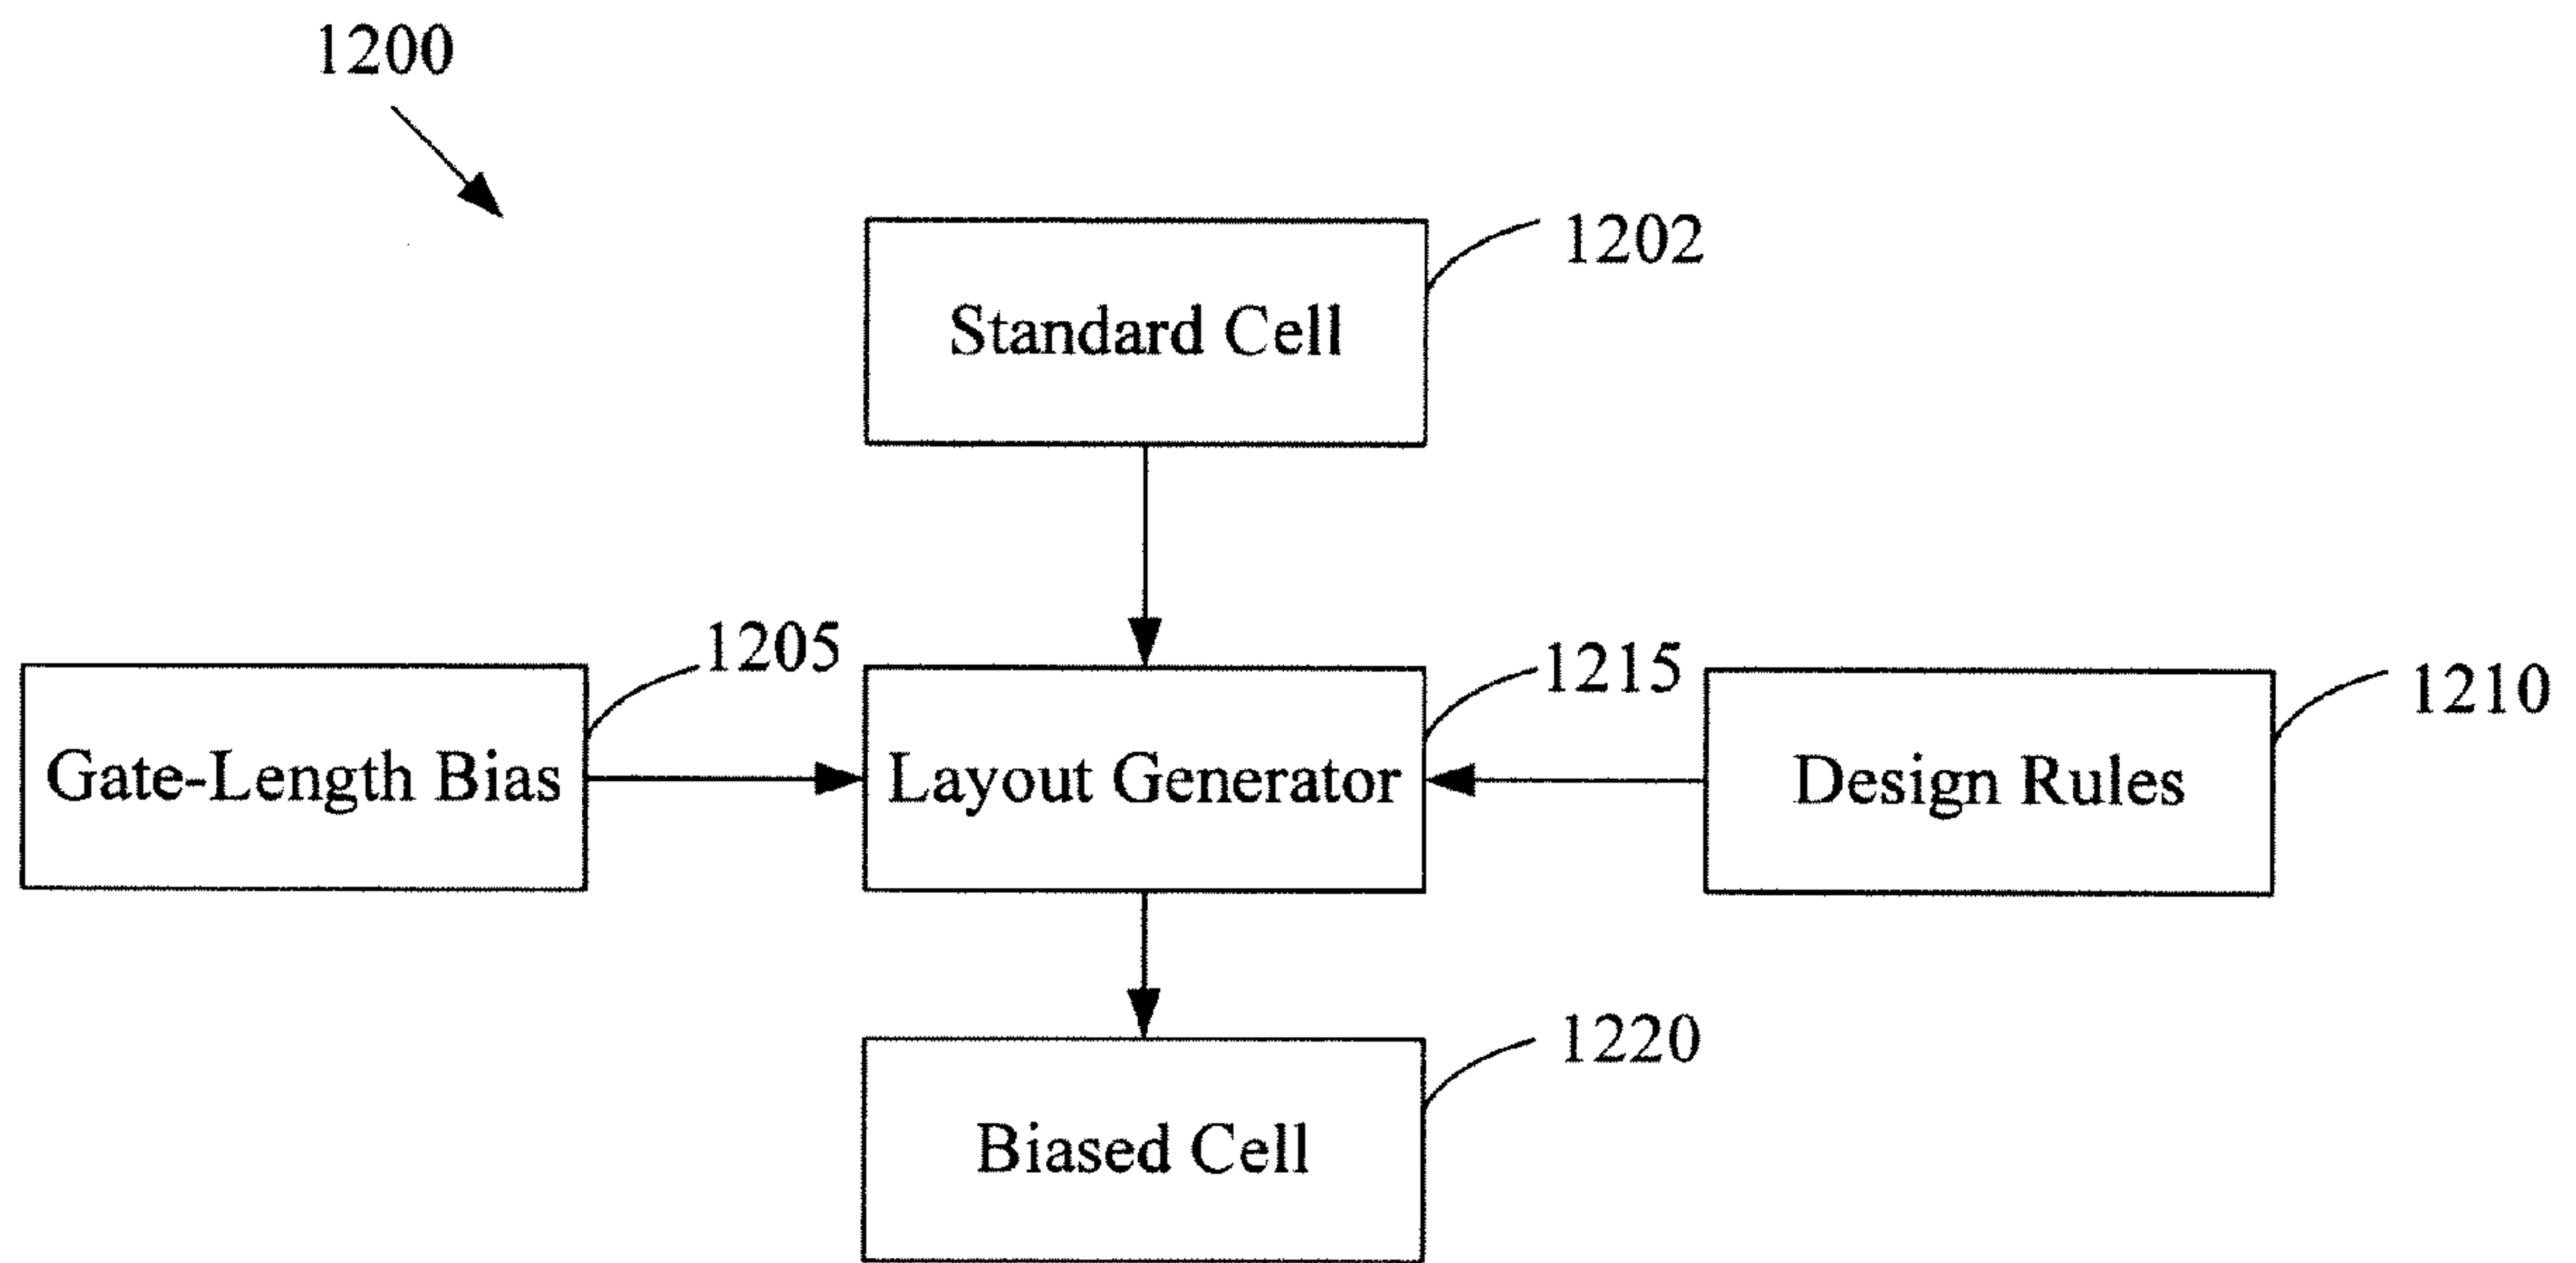 1200
Standard Cell
1202
Gate-Length Bias
1205
Layout Generator
1215
Design Rules
1210
Biased Cell
1220